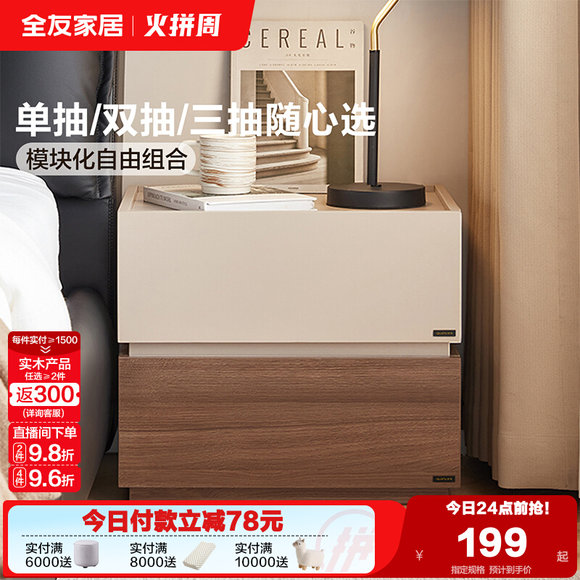 全友家居 火拼周
CEREAL
单抽/双抽/三抽随心选
模块化自由组合
每件实付≥1500
实木产品
任选≥2件
返300
(详询客服)
直播间下单
2件 9.8折
4件 9.6折
今日付款立减78元
实付满
6000送
实付满
8000送
实付满
10000送
今日24点前抢!
¥ 199 起
指定规格 预计到手价